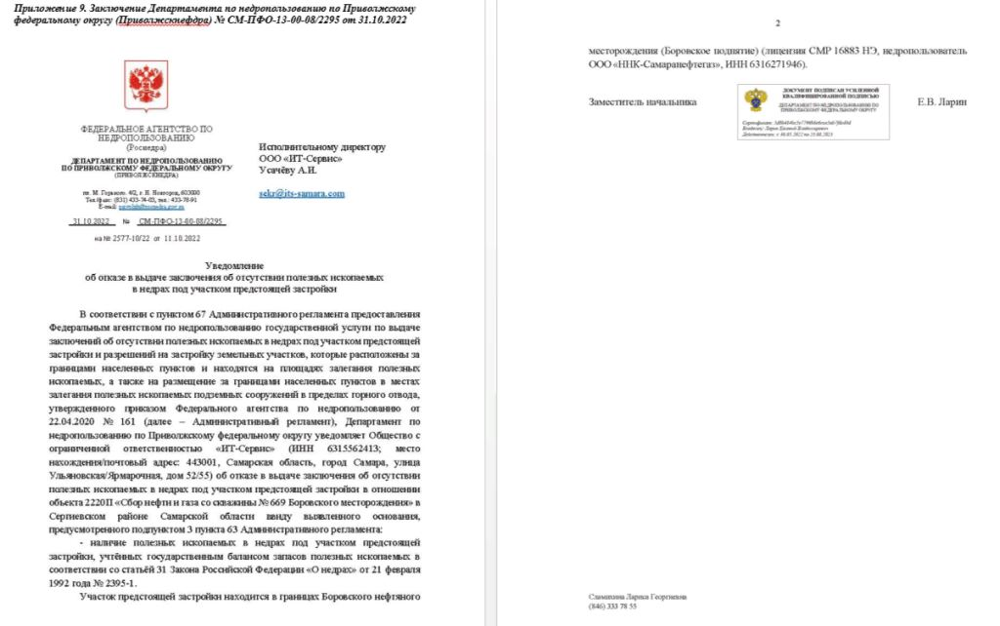 Приложение 9. Заключение Департамента по недропользованию по Приволжскому
федеральному округу (Приволжскнефдра) № СМ-ПФО-13-00-08/2295 от 31.10.2022
ФЕДЕРАЛЬНОЕ АГЕНТСТВО ПО
НЕДРОПОЛЬЗОВАНИЮ
(Роснедра)
ДЕПАРТАМЕНТ ПО НЕДРОПОЛЬЗОВАНИЮ
ПО ПРИВОЛЖСКОМУ ФЕДЕРАЛЬНОМУ ОКРУГУ
(ПРИВОЛЖСКНЕДРА)
пл. М. Горького, 4/2, г. Н. Новгород, 603000
Тел/факс: (831) 433-74-03, тел.: 433-78-91
E-mail:
31.10.2022 № СМ-ПФО-13-00-08/2295
на № 2577-10/22 от 11.10.2022
Исполнительному директору
ООО «ИТ-Сервис»
Усачёву А.И.
sekr@its-samara.com
Уведомление
об отказе в выдаче заключения об отсутствии полезных ископаемых
в недрах под участком предстоящей застройки
В соответствии с пунктом 67 Административного регламента предоставления
Федеральным агентством по недропользованию государственной услуги по выдаче
заключений об отсутствии полезных ископаемых в недрах под участком предстоящей
застройки и разрешений на застройку земельных участков, которые расположены за
границами населенных пунктов и находятся на площадях залегания полезных
ископаемых, а также на размещение за границами населенных пунктов в местах
залегания полезных ископаемых подземных сооружений в пределах горного отвода,
утвержденного приказом Федерального агентства по недропользованию от
22.04.2020 № 161 (далее – Административный регламент), Департамент по
недропользованию по Приволжскому федеральному округу уведомляет Общество с
ограниченной ответственностью «ИТ-Сервис» (ИНН 6315562413; место
нахождения/почтовый адрес: 443001, Самарская область, город Самара, улица
Ульяновская/Ярмарочная, дом 52/55) об отказе в выдаче заключения об отсутствии
полезных ископаемых в недрах под участком предстоящей застройки в отношении
объекта 2220П «Сбор нефти и газа со скважины № 669 Боровского месторождения» в
Сергиевском районе Самарской области ввиду выявленного основания,
предусмотренного подпунктом 3 пункта 63 Административного регламента:
- наличие полезных ископаемых в недрах под участком предстоящей
застройки, учтённых государственным балансом запасов полезных ископаемых в
соответствии со статьёй 31 Закона Российской Федерации «О недрах» от 21 февраля
1992 года № 2395-1.
Участок предстоящей застройки находится в границах Боровского нефтяного
2
месторождения (Боровское поднятие) (лицензия СМР 16883 НЭ, недропользователь
ООО «ННК-Самаранефтегаз», ИНН 6316271946).
Заместитель начальника
ДОКУМЕНТ ПОДПИСАН УСИЛЕННОЙ
КВАЛИФИЦИРОВАННОЙ ПОДПИСЬЮ
ДЕПАРТАМЕНТ ПО НЕДРОПОЛЬЗОВАНИЮ ПО
ПРИВОЛЖСКОМУ ФЕДЕРАЛЬНОМУ ОКРУГУ
Е.В. Ларин
Сламихина Лариса Георгиевна
(846) 333 78 55